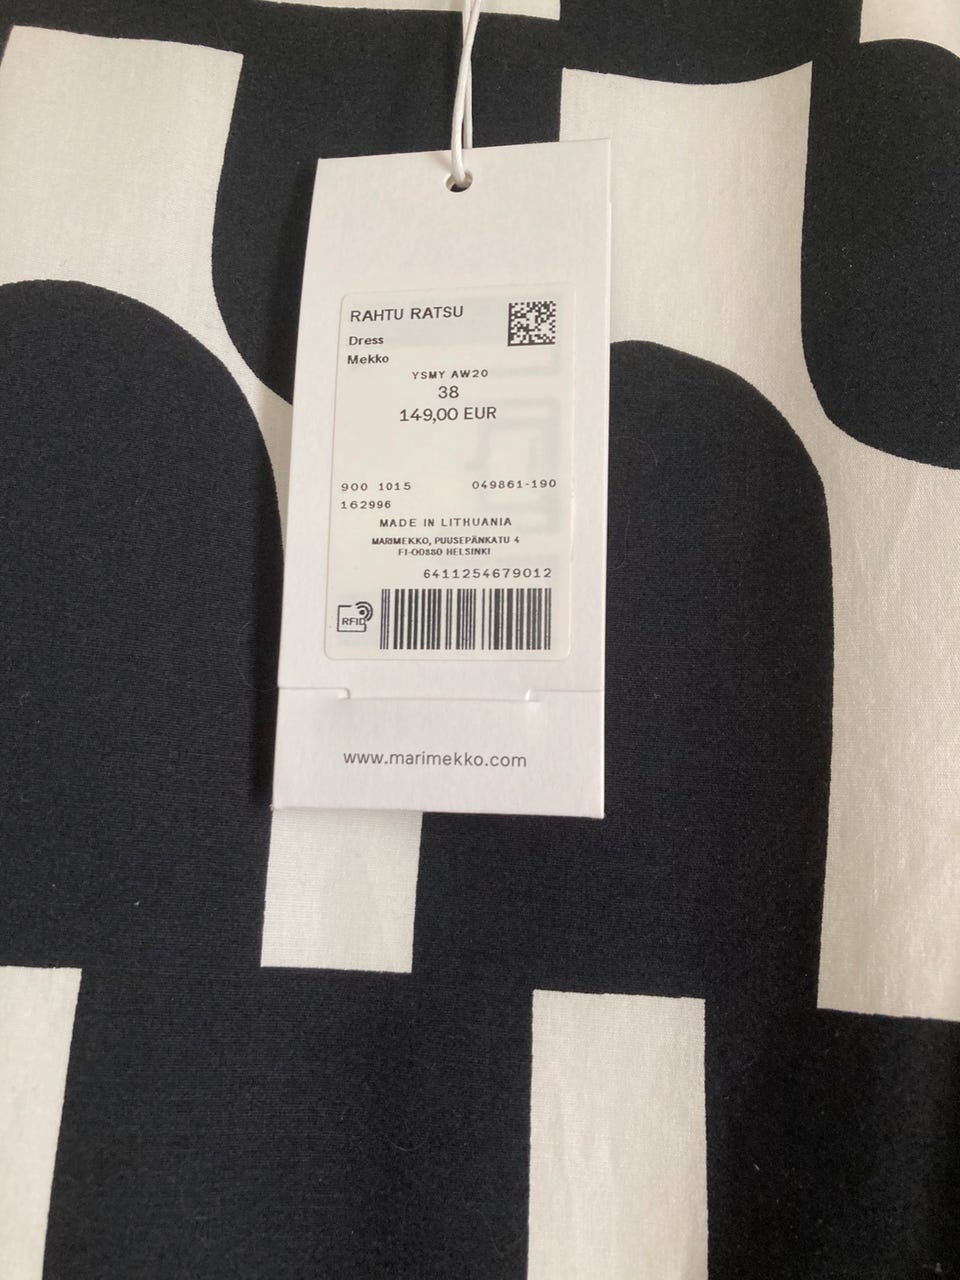 RAHTU RATSU
Dress
Mekko
YSMY AW20
38
149,00 EUR
900 1015 049861-190
162996
MADE IN LITHUANIA
MARIMEKKO, PUUSEPÄNKATU 4
FI-00880 HELSINKI
6411254679012
RFID
www.marimekko.com